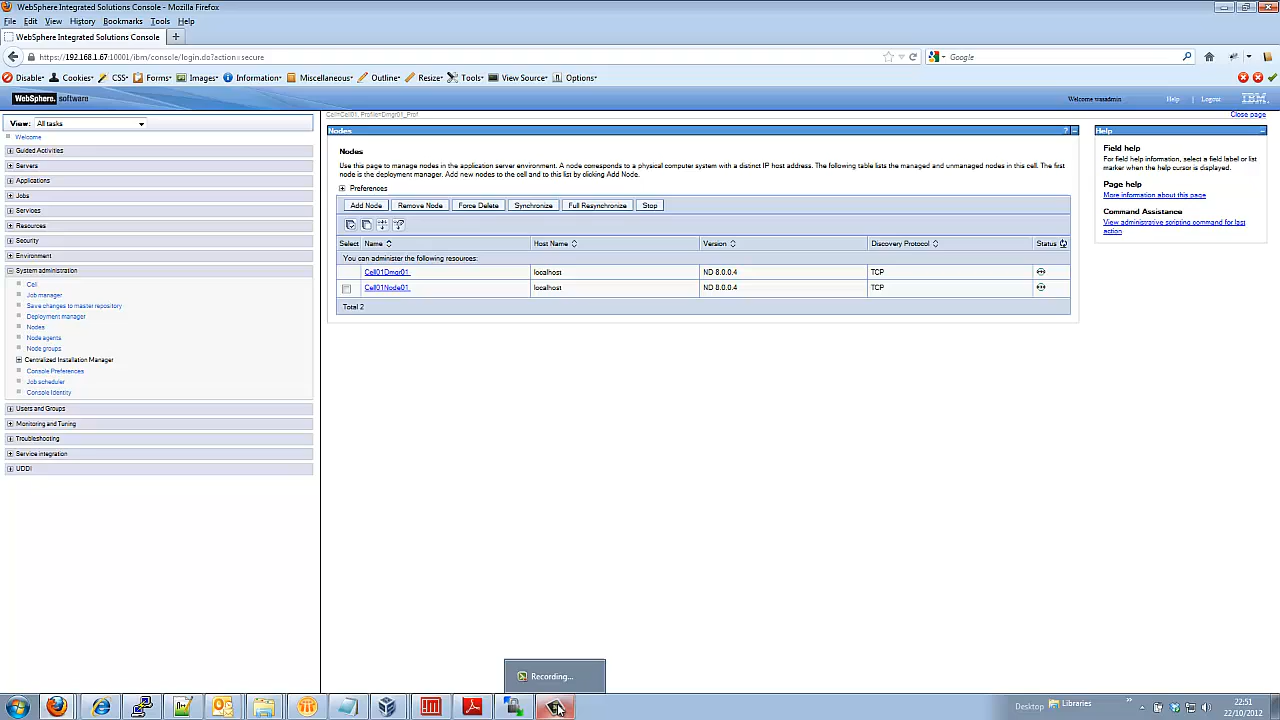 WebSphere Integrated Solutions Console - Mozilla Firefox
File Edit View History Bookmarks Tools Help
WebSphere Integrated Solutions Console +
https://192.168.1.67:10001/ibm/console/login.do?action=secure
Google
Disable Cookies CSS Forms Images Information Miscellaneous Outline Resize Tools View Source Options
WebSphere. software
Welcome wasadmin Help | Logout IBM
View: All tasks
Welcome
Guided Activities
Servers
Applications
Jobs
Services
Resources
Security
Environment
System administration
Cell
Job manager
Save changes to master repository
Deployment manager
Nodes
Node agents
Node groups
Centralized Installation Manager
Console Preferences
Job scheduler
Console Identity
Users and Groups
Monitoring and Tuning
Troubleshooting
Service integration
UDDI
Cell=Cell01, Profile=Dmgr01_Prof
Close page
Nodes ? -
Nodes
Use this page to manage nodes in the application server environment. A node corresponds to a physical computer system with a distinct IP host address. The following table lists the managed and unmanaged nodes in this cell. The first
node is the deployment manager. Add new nodes to the cell and to this list by clicking Add Node.
Preferences
Add Node Remove Node Force Delete Synchronize Full Resynchronize Stop
Select Name Host Name Version Discovery Protocol Status
You can administer the following resources:
Cell01Dmgr01 localhost ND 8.0.0.4 TCP
Cell01Node01 localhost ND 8.0.0.4 TCP
Total 2
Help
Field help
For field help information, select a field label or list
marker when the help cursor is displayed.
Page help
More information about this page
Command Assistance
View administrative scripting command for last
action
Recording...
Desktop Libraries
22:51
22/10/2012